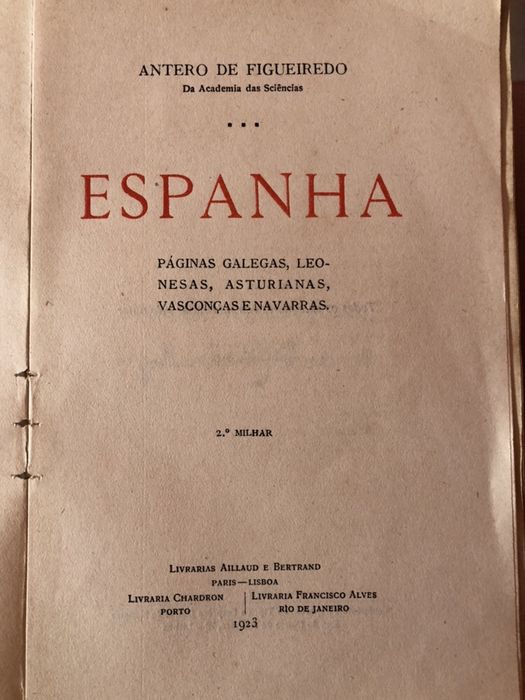 ANTERO DE FIGUEIREDO
Da Academia das Sciências
ESPANHA
PÁGINAS GALEGAS, LEO-
NESAS, ASTURIANAS,
VASCONÇAS E NAVARRAS.
2.º MILHAR
LIVRARIAS AILLAUD E BERTRAND
PARIS—LISBOA
LIVRARIA CHARDRON | LIVRARIA FRANCISCO ALVES
PORTO | RIO DE JANEIRO
1923